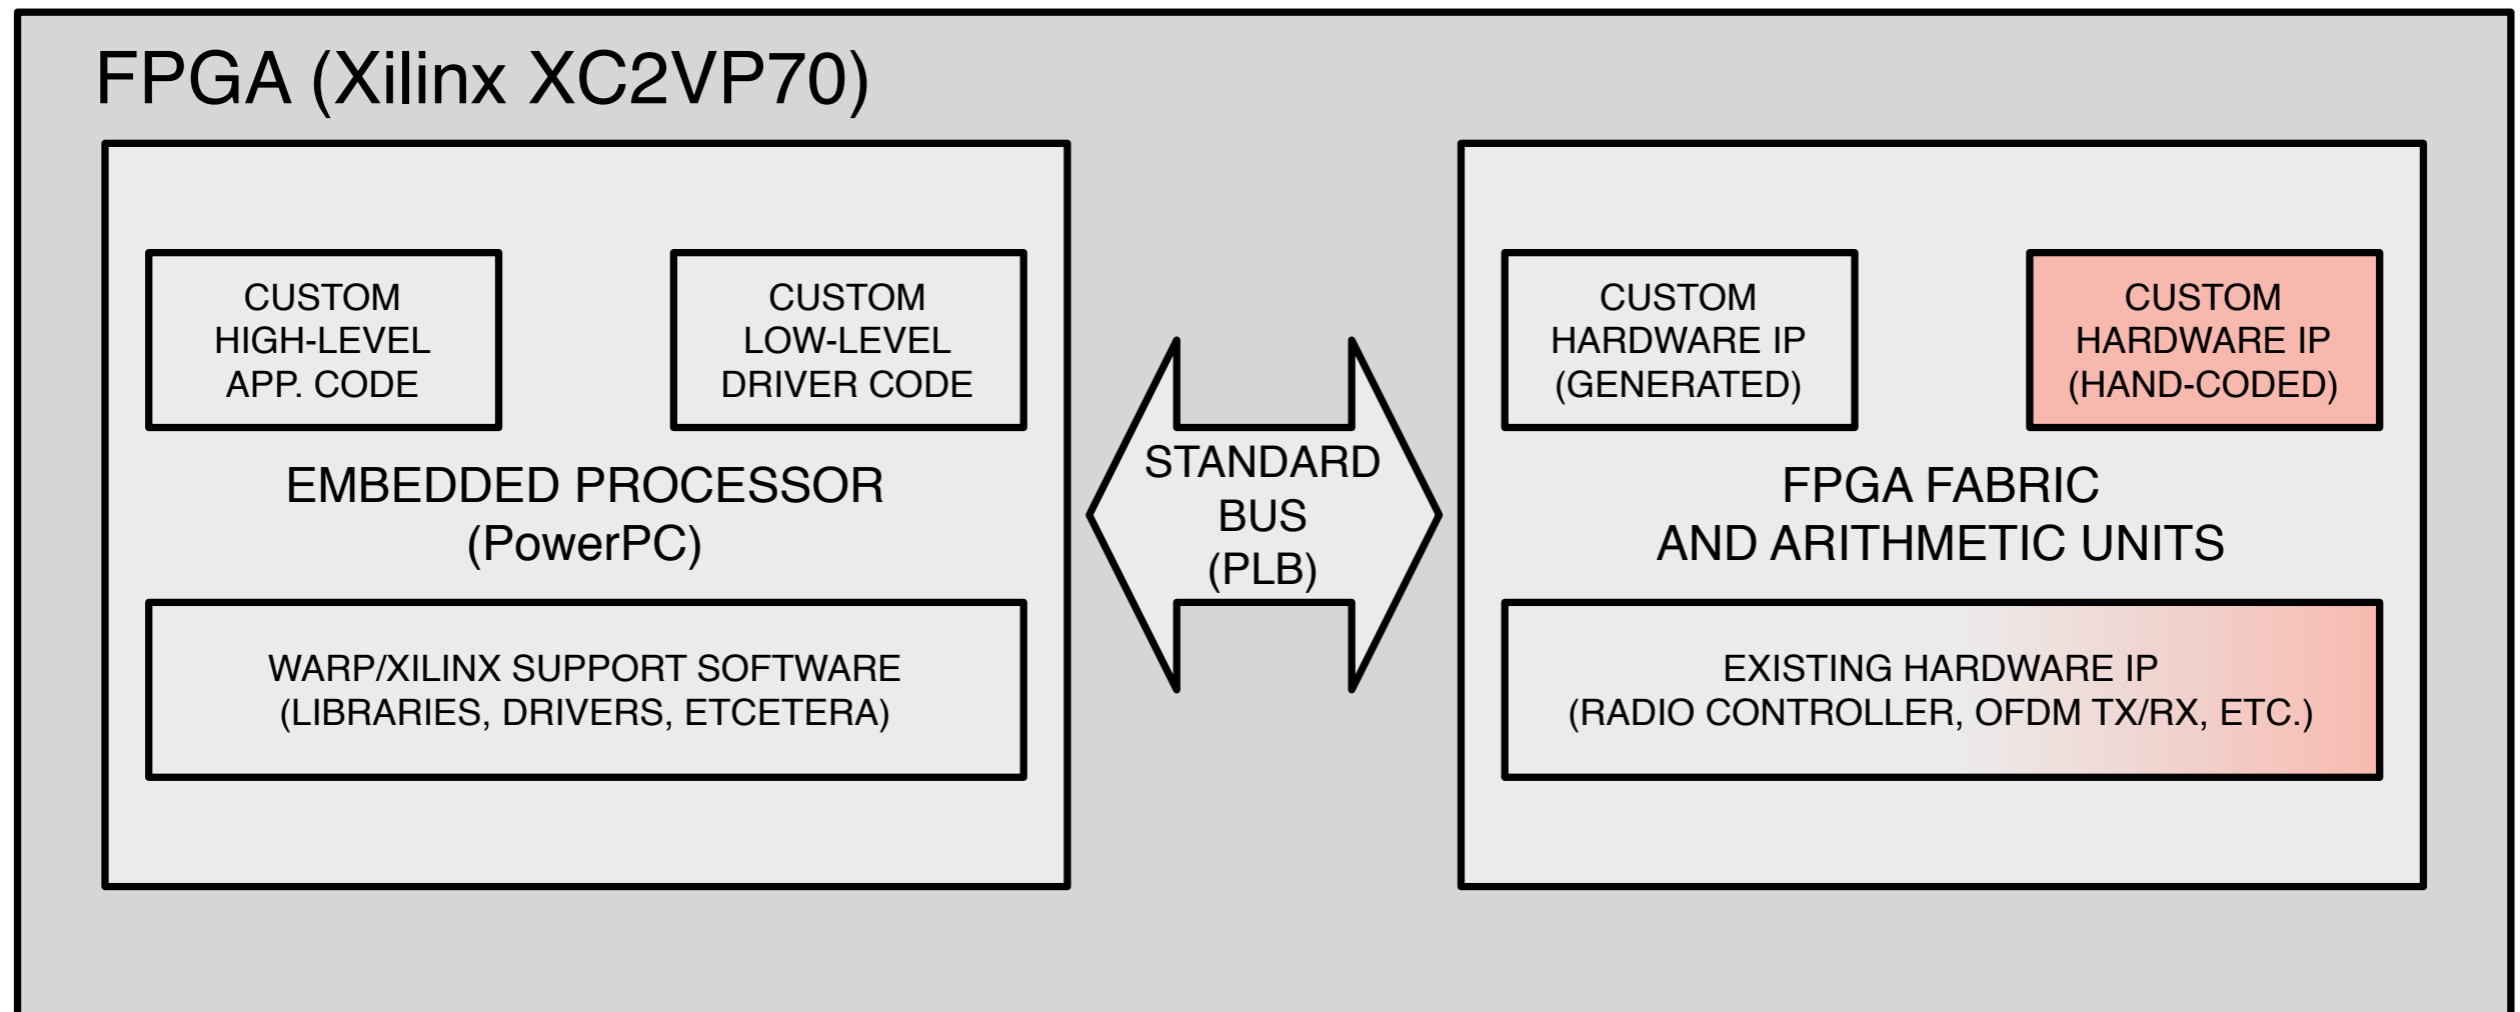 FPGA (Xilinx XC2VP70)
CUSTOM
HIGH-LEVEL
APP. CODE
CUSTOM
LOW-LEVEL
DRIVER CODE
EMBEDDED PROCESSOR
(PowerPC)
WARP/XILINX SUPPORT SOFTWARE
(LIBRARIES, DRIVERS, ETCETERA)
STANDARD
BUS
(PLB)
CUSTOM
HARDWARE IP
(GENERATED)
CUSTOM
HARDWARE IP
(HAND-CODED)
FPGA FABRIC
AND ARITHMETIC UNITS
EXISTING HARDWARE IP
(RADIO CONTROLLER, OFDM TX/RX, ETC.)